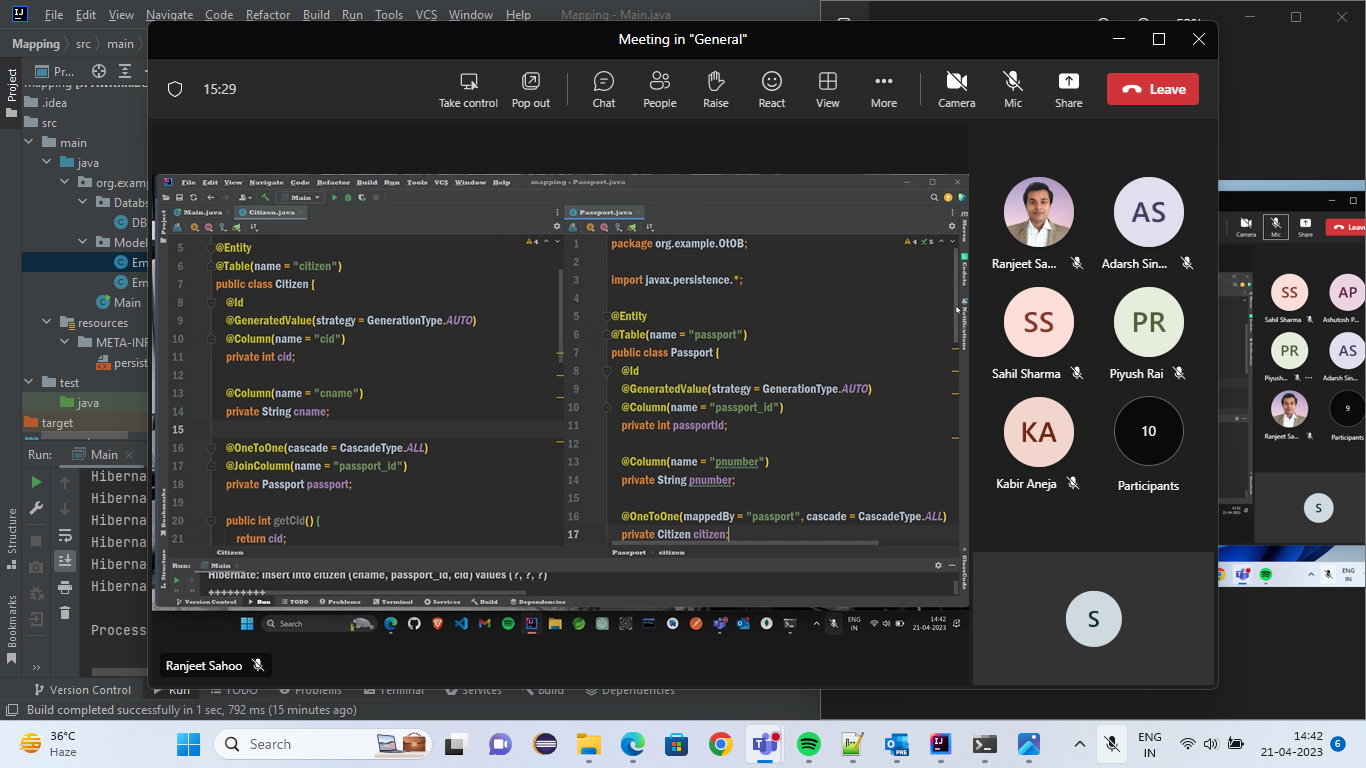 File Edit View Navigate Code Refactor Build Run Tools VCS Window Help Mapping - Main.java
Mapping src main
Meeting in "General"
Project
Pr...
.idea
src
main
java
org.examp
Databs
DB
Model
Em
Em
Main
resources
META-INF
persist
test
java
target
15:29
Take control Pop out Chat People Raise React View More Camera Mic Share Leave
File Edit View Navigate Code Refactor Build Run Tools VCS Window Help mapping - Passport.java
Main
Project
Main.java Citizen.java
4
5 @Entity
6 @Table(name = "citizen")
7 public class Citizen {
8 @Id
9 @GeneratedValue(strategy = GenerationType.AUTO)
10 @Column(name = "cid")
11 private int cid;
12
13 @Column(name = "cname")
14 private String cname;
15
16 @OneToOne(cascade = CascadeType.ALL)
17 @JoinColumn(name = "passport_id")
18 private Passport passport;
19
20 public int getCid() {
21 return cid;
Citizen
Passport.java
4 5
1 package org.example.OtOB;
2
3 import javax.persistence.*;
4
5 @Entity
6 @Table(name = "passport")
7 public class Passport {
8 @Id
9 @GeneratedValue(strategy = GenerationType.AUTO)
10 @Column(name = "passport_id")
11 private int passportId;
12
13 @Column(name = "pnumber")
14 private String pnumber;
15
16 @OneToOne(mappedBy = "passport", cascade = CascadeType.ALL)
17 private Citizen citizen;
Passport citizen
Maven
Codota
Notifications
GlassCode
Bookmarks
Structure
Run: Main
Hibernate: insert into citizen (cname, passport_id, cid) values (?, ?, ?)
++++++++++
Version Control Run TODO Problems Terminal Services Build Dependencies
Search
ENG
IN
14:42
21-04-2023
Ranjeet Sahoo
Ranjeet Sa...
AS
Adarsh Sin...
SS
Sahil Sharma
PR
Piyush Rai
KA
Kabir Aneja
10
Participants
S
Camera Mic Share Leav
SS
Sahil Sharma
AP
Ashutosh P...
PR
Piyush...
AS
Adarsh Sin...
Ranjeet Sa...
9
Participants
S
ENG
IN
Run: Main
Hiberna
Hiberna
Hiberna
Hiberna
Hiberna
Hiberna
Process
Structure
Bookmarks
Version Control Run TODO Problems Terminal Services Build Dependencies
Build completed successfully in 1 sec, 792 ms (15 minutes ago)
36°C
Haze
Search
ENG
IN
14:42
21-04-2023
6